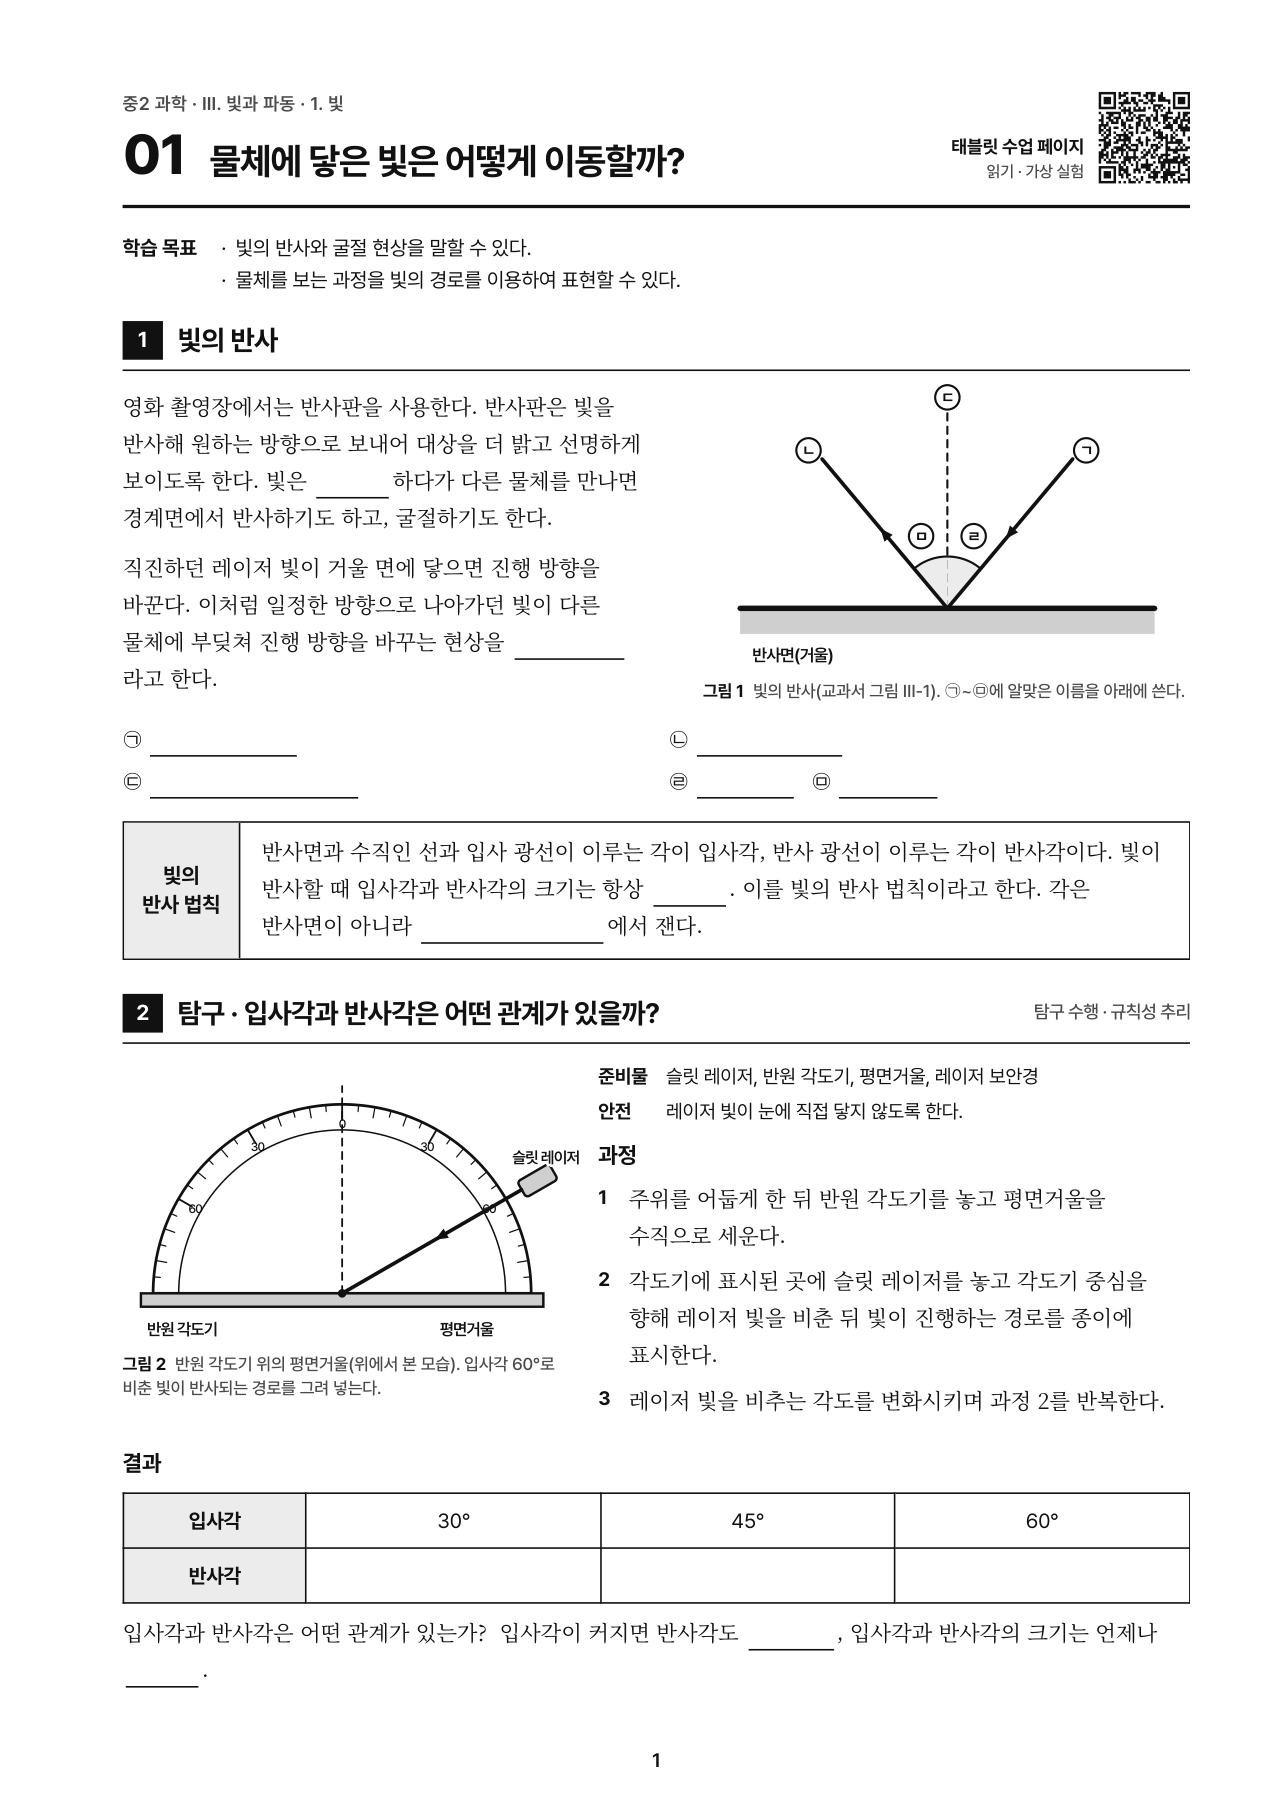 중2 과학 · III. 빛과 파동 · 1. 빛
01 물체에 닿은 빛은 어떻게 이동할까?
태블릿 수업 페이지
읽기 · 가상 실험
학습 목표 · 빛의 반사와 굴절 현상을 말할 수 있다.
· 물체를 보는 과정을 빛의 경로를 이용하여 표현할 수 있다.
1 빛의 반사
영화 촬영장에서는 반사판을 사용한다. 반사판은 빛을
반사해 원하는 방향으로 보내어 대상을 더 밝고 선명하게
보이도록 한다. 빛은 ______ 하다가 다른 물체를 만나면
경계면에서 반사하기도 하고, 굴절하기도 한다.
직진하던 레이저 빛이 거울 면에 닿으면 진행 방향을
바꾼다. 이처럼 일정한 방향으로 나아가던 빛이 다른
물체에 부딪쳐 진행 방향을 바꾸는 현상을 ______
라고 한다.
㉢
㉡ ㉠
㉤ ㉣
반사면(거울)
그림 1 빛의 반사(교과서 그림 III-1). ㉠~㉤에 알맞은 이름을 아래에 쓴다.
㉠ ______ ㉡ ______
㉢ ______ ㉣ ______ ㉤ ______
빛의
반사 법칙
반사면과 수직인 선과 입사 광선이 이루는 각이 입사각, 반사 광선이 이루는 각이 반사각이다. 빛이
반사할 때 입사각과 반사각의 크기는 항상 ______ . 이를 빛의 반사 법칙이라고 한다. 각은
반사면이 아니라 ______ 에서 잰다.
2 탐구 · 입사각과 반사각은 어떤 관계가 있을까? 탐구 수행 · 규칙성 추리
0
30 30
60 60
슬릿 레이저
반원 각도기 평면거울
그림 2 반원 각도기 위의 평면거울(위에서 본 모습). 입사각 60°로
비춘 빛이 반사되는 경로를 그려 넣는다.
준비물 슬릿 레이저, 반원 각도기, 평면거울, 레이저 보안경
안전 레이저 빛이 눈에 직접 닿지 않도록 한다.
과정
1 주위를 어둡게 한 뒤 반원 각도기를 놓고 평면거울을
수직으로 세운다.
2 각도기에 표시된 곳에 슬릿 레이저를 놓고 각도기 중심을
향해 레이저 빛을 비춘 뒤 빛이 진행하는 경로를 종이에
표시한다.
3 레이저 빛을 비추는 각도를 변화시키며 과정 2를 반복한다.
결과
입사각 30° 45° 60°
반사각
입사각과 반사각은 어떤 관계가 있는가? 입사각이 커지면 반사각도 ______ , 입사각과 반사각의 크기는 언제나
______ .
1